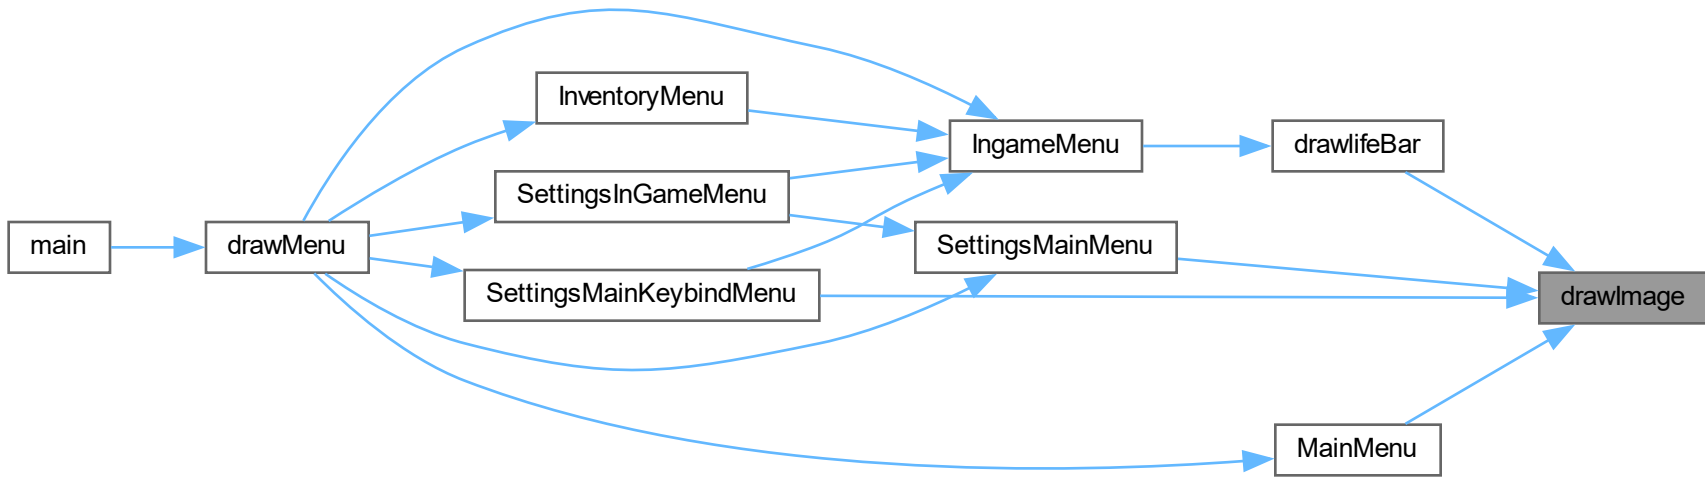 main
drawMenu
InventoryMenu
SettingsInGameMenu
SettingsMainKeybindMenu
IngameMenu
SettingsMainMenu
drawlifeBar
MainMenu
drawImage